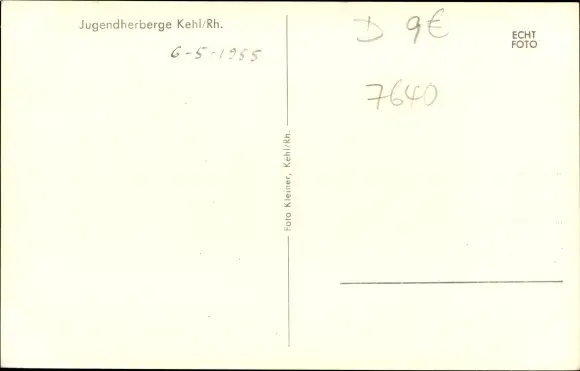 Jugendherberge Kehl/Rh.
6-5-1955
Foto Kleiner, Kehl/Rh.
D 9€
7640
ECHT
FOTO